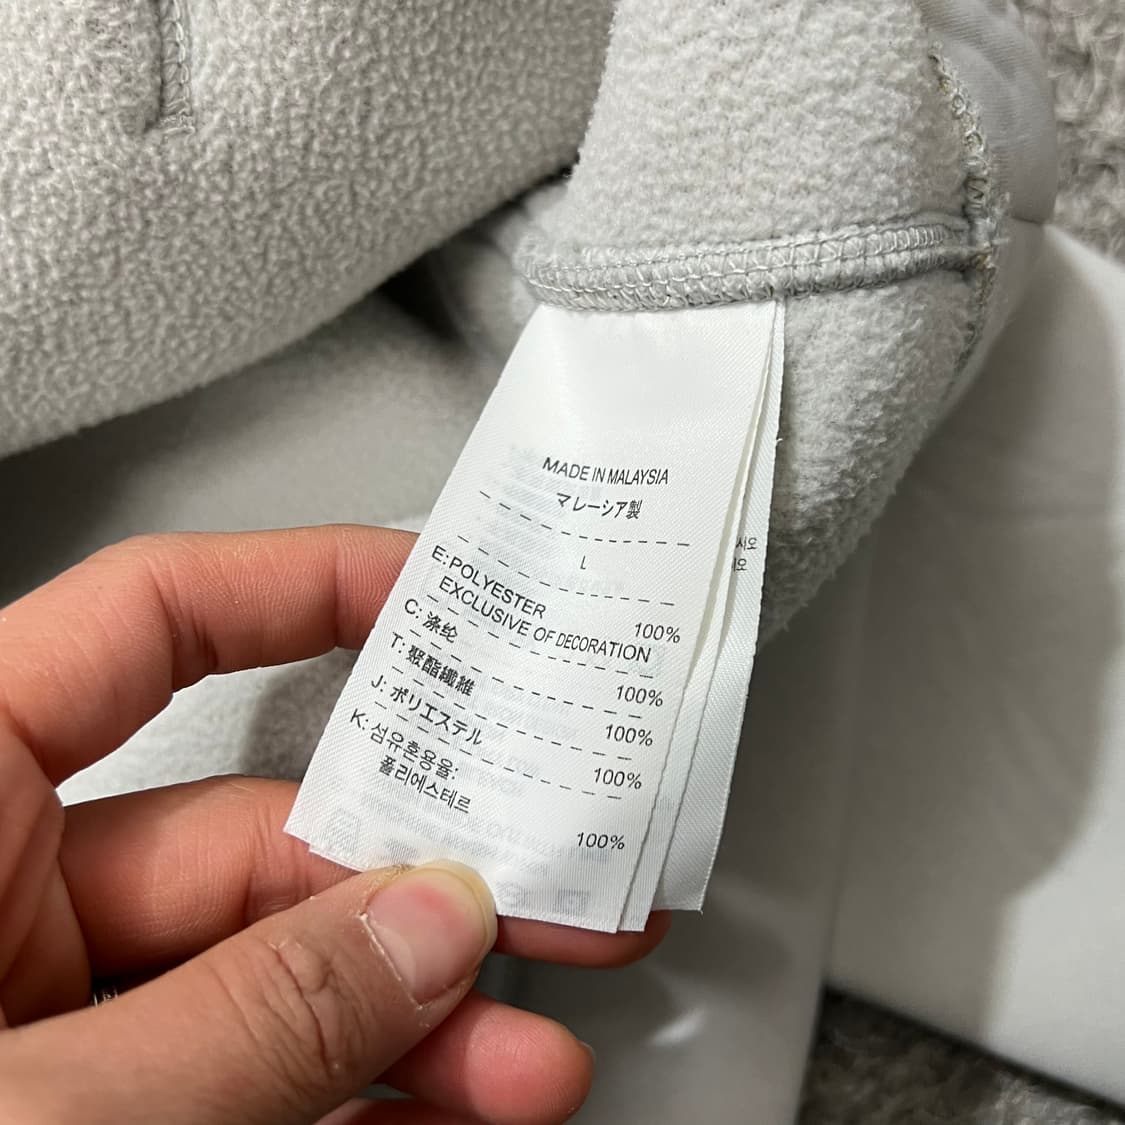 MADE IN MALAYSIA
マレーシア製
L
E: POLYESTER 100%
EXCLUSIVE OF DECORATION
C: 涤纶 100%
T: 聚酯纖維 100%
J: ポリエステル 100%
K: 섬유혼용율:
폴리에스테르 100%
시오